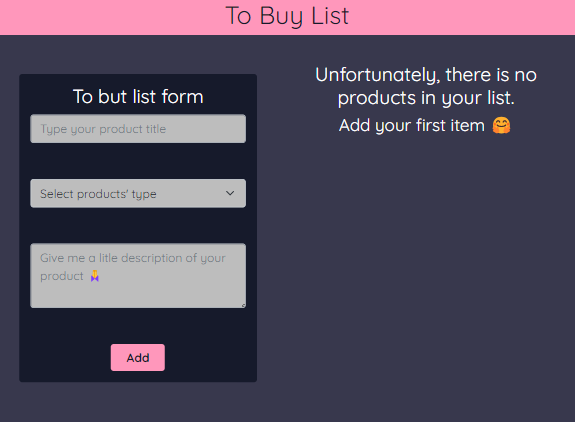 To Buy List
To but list form
Type your product title
Select products' type
Give me a litle description of your
product 🙏
Add
Unfortunately, there is no
products in your list.
Add your first item 🤗